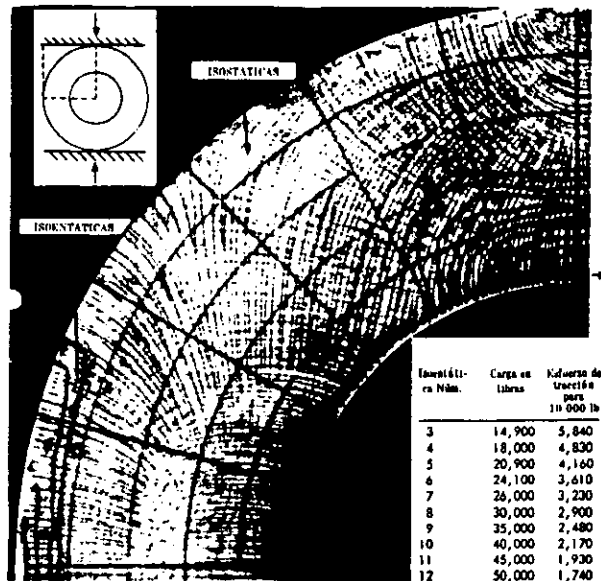 ISOSTATICAS
ISOENTATICAS
Isoentáti-
ca Núm.
Carga en
libras
Esfuerzo de
tracción
para
10 000 lb
3 14,900 5,840
4 18,000 4,830
5 20,900 4,160
6 24,100 3,610
7 26,000 3,230
8 30,000 2,900
9 35,000 2,480
10 40,000 2,170
11 45,000 1,930
12 50,000 1,740